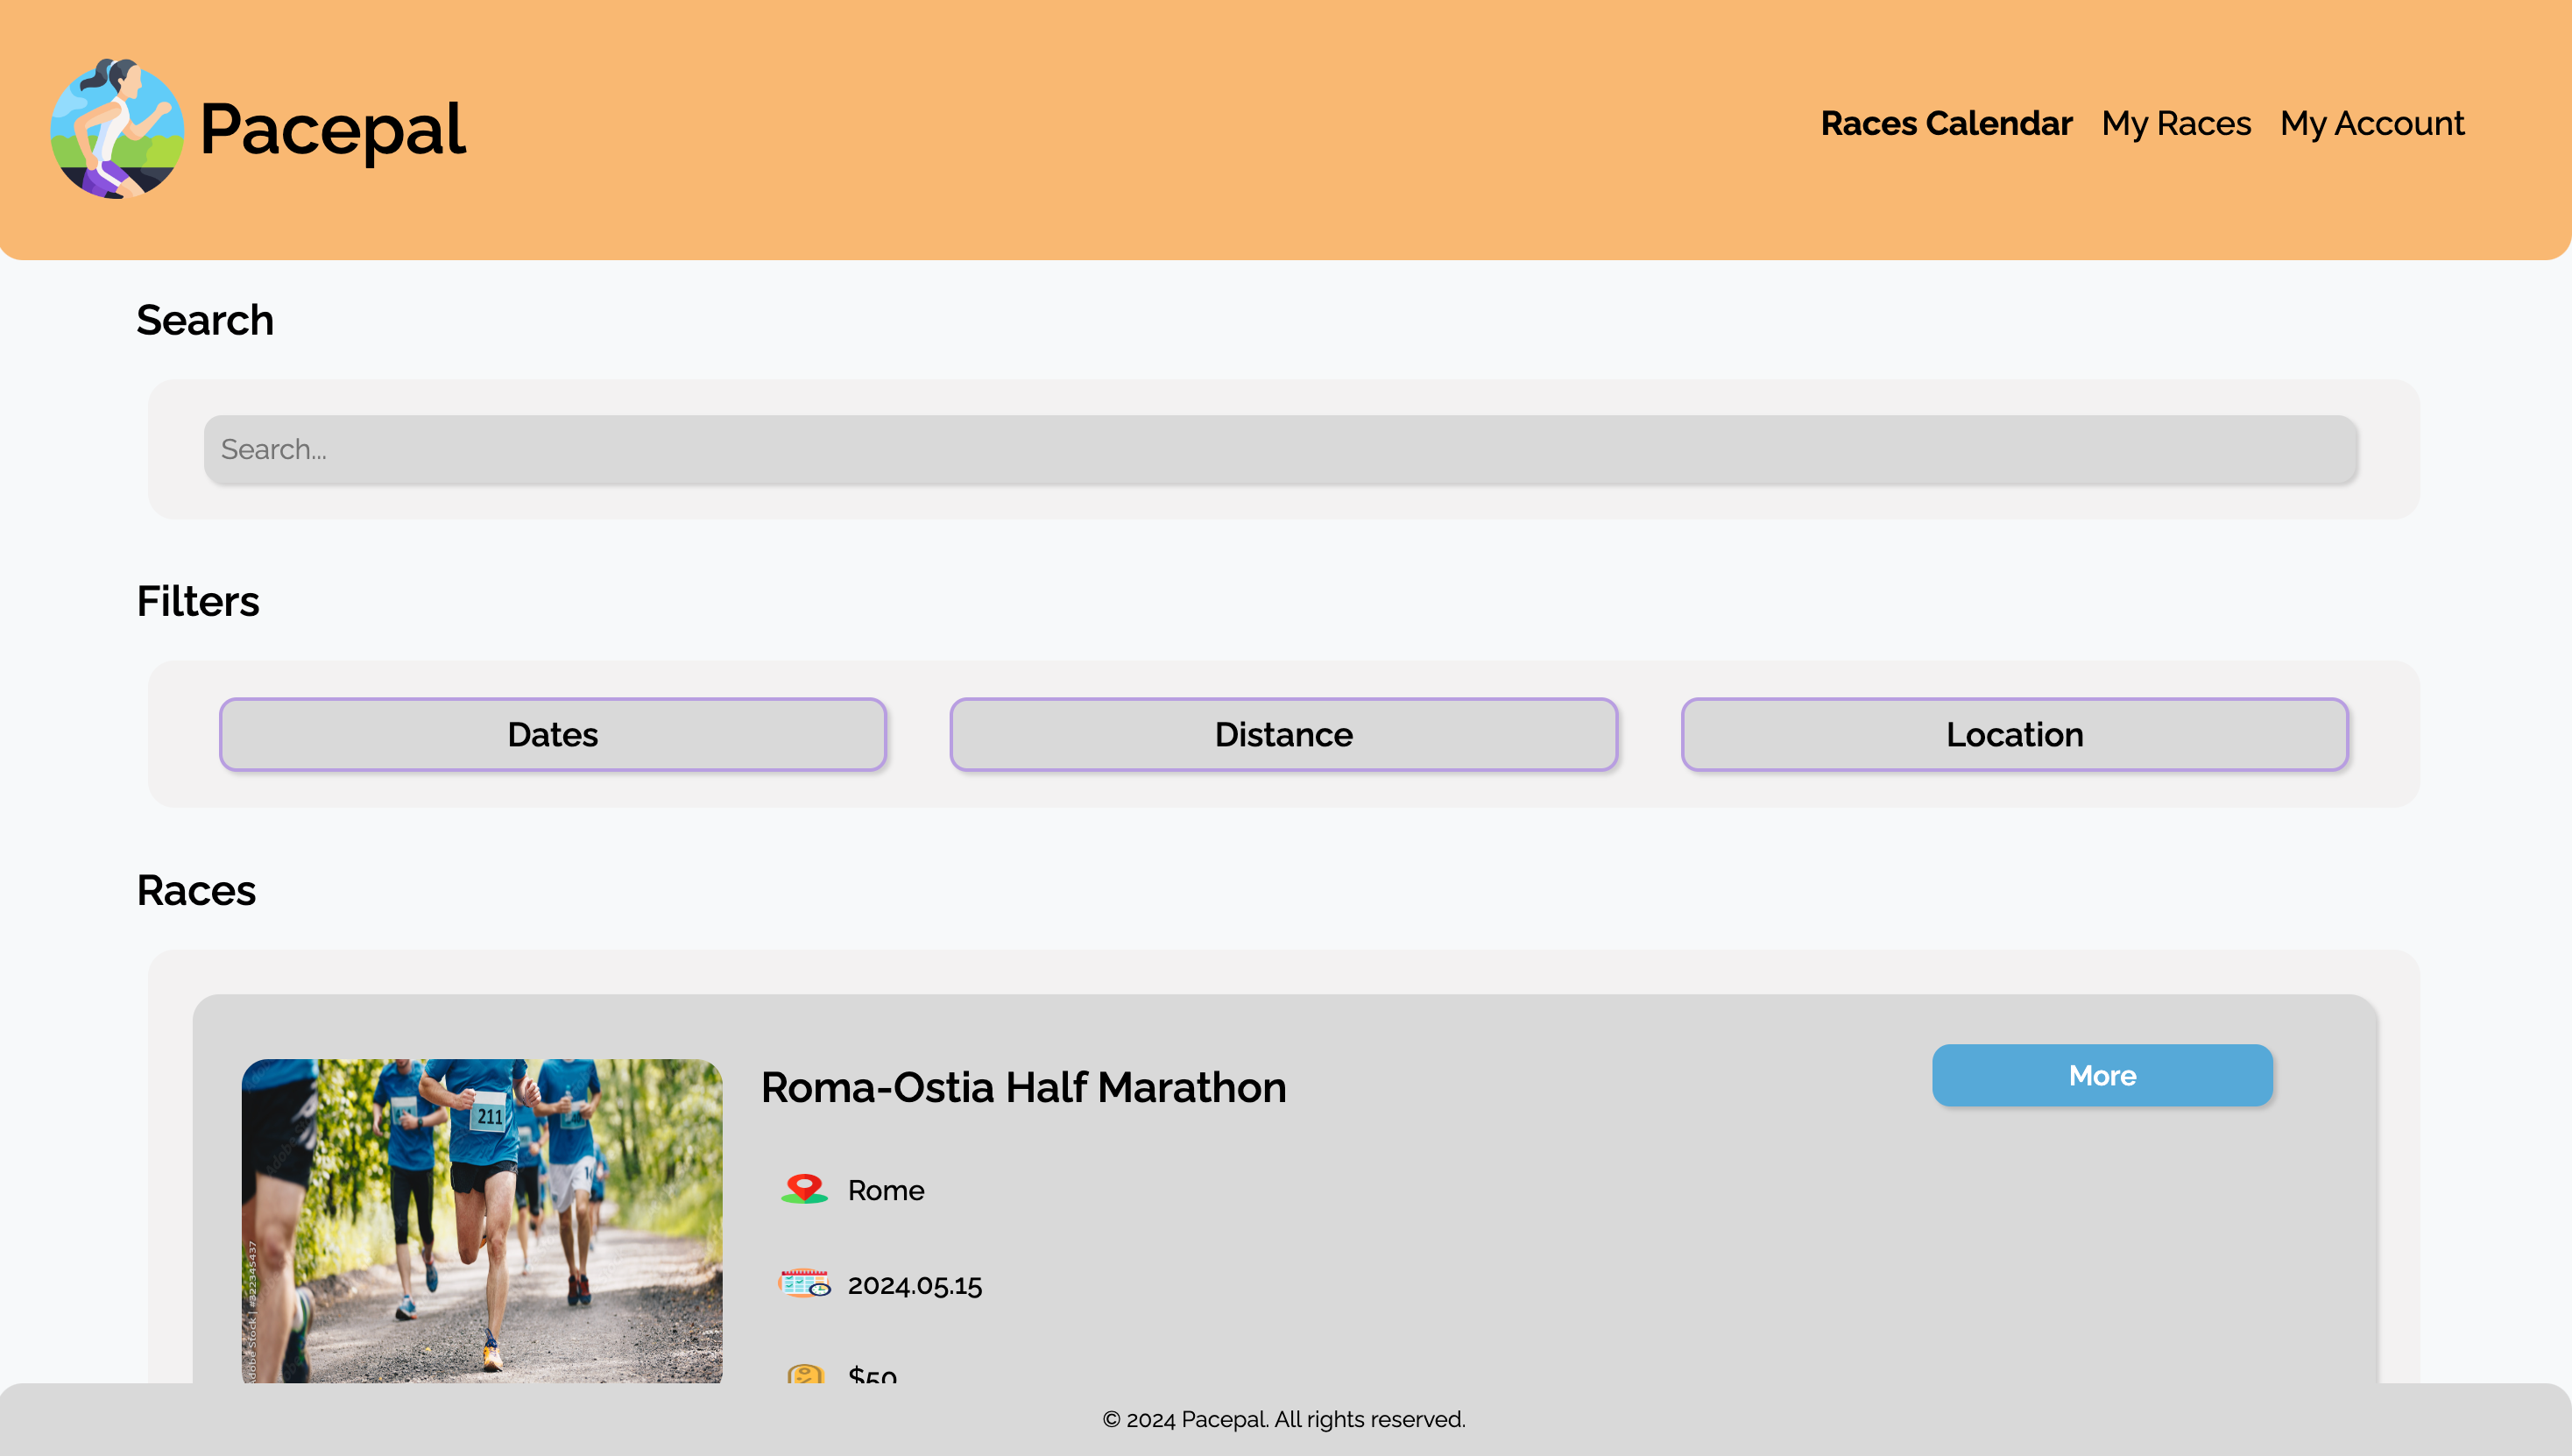 Pacepal
Races Calendar My Races My Account
Search
Search...
Filters
Dates Distance Location
Races
Roma-Ostia Half Marathon
More
211
Rome
2024.05.15
$50
Adobe Stock | #322345437
© 2024 Pacepal. All rights reserved.